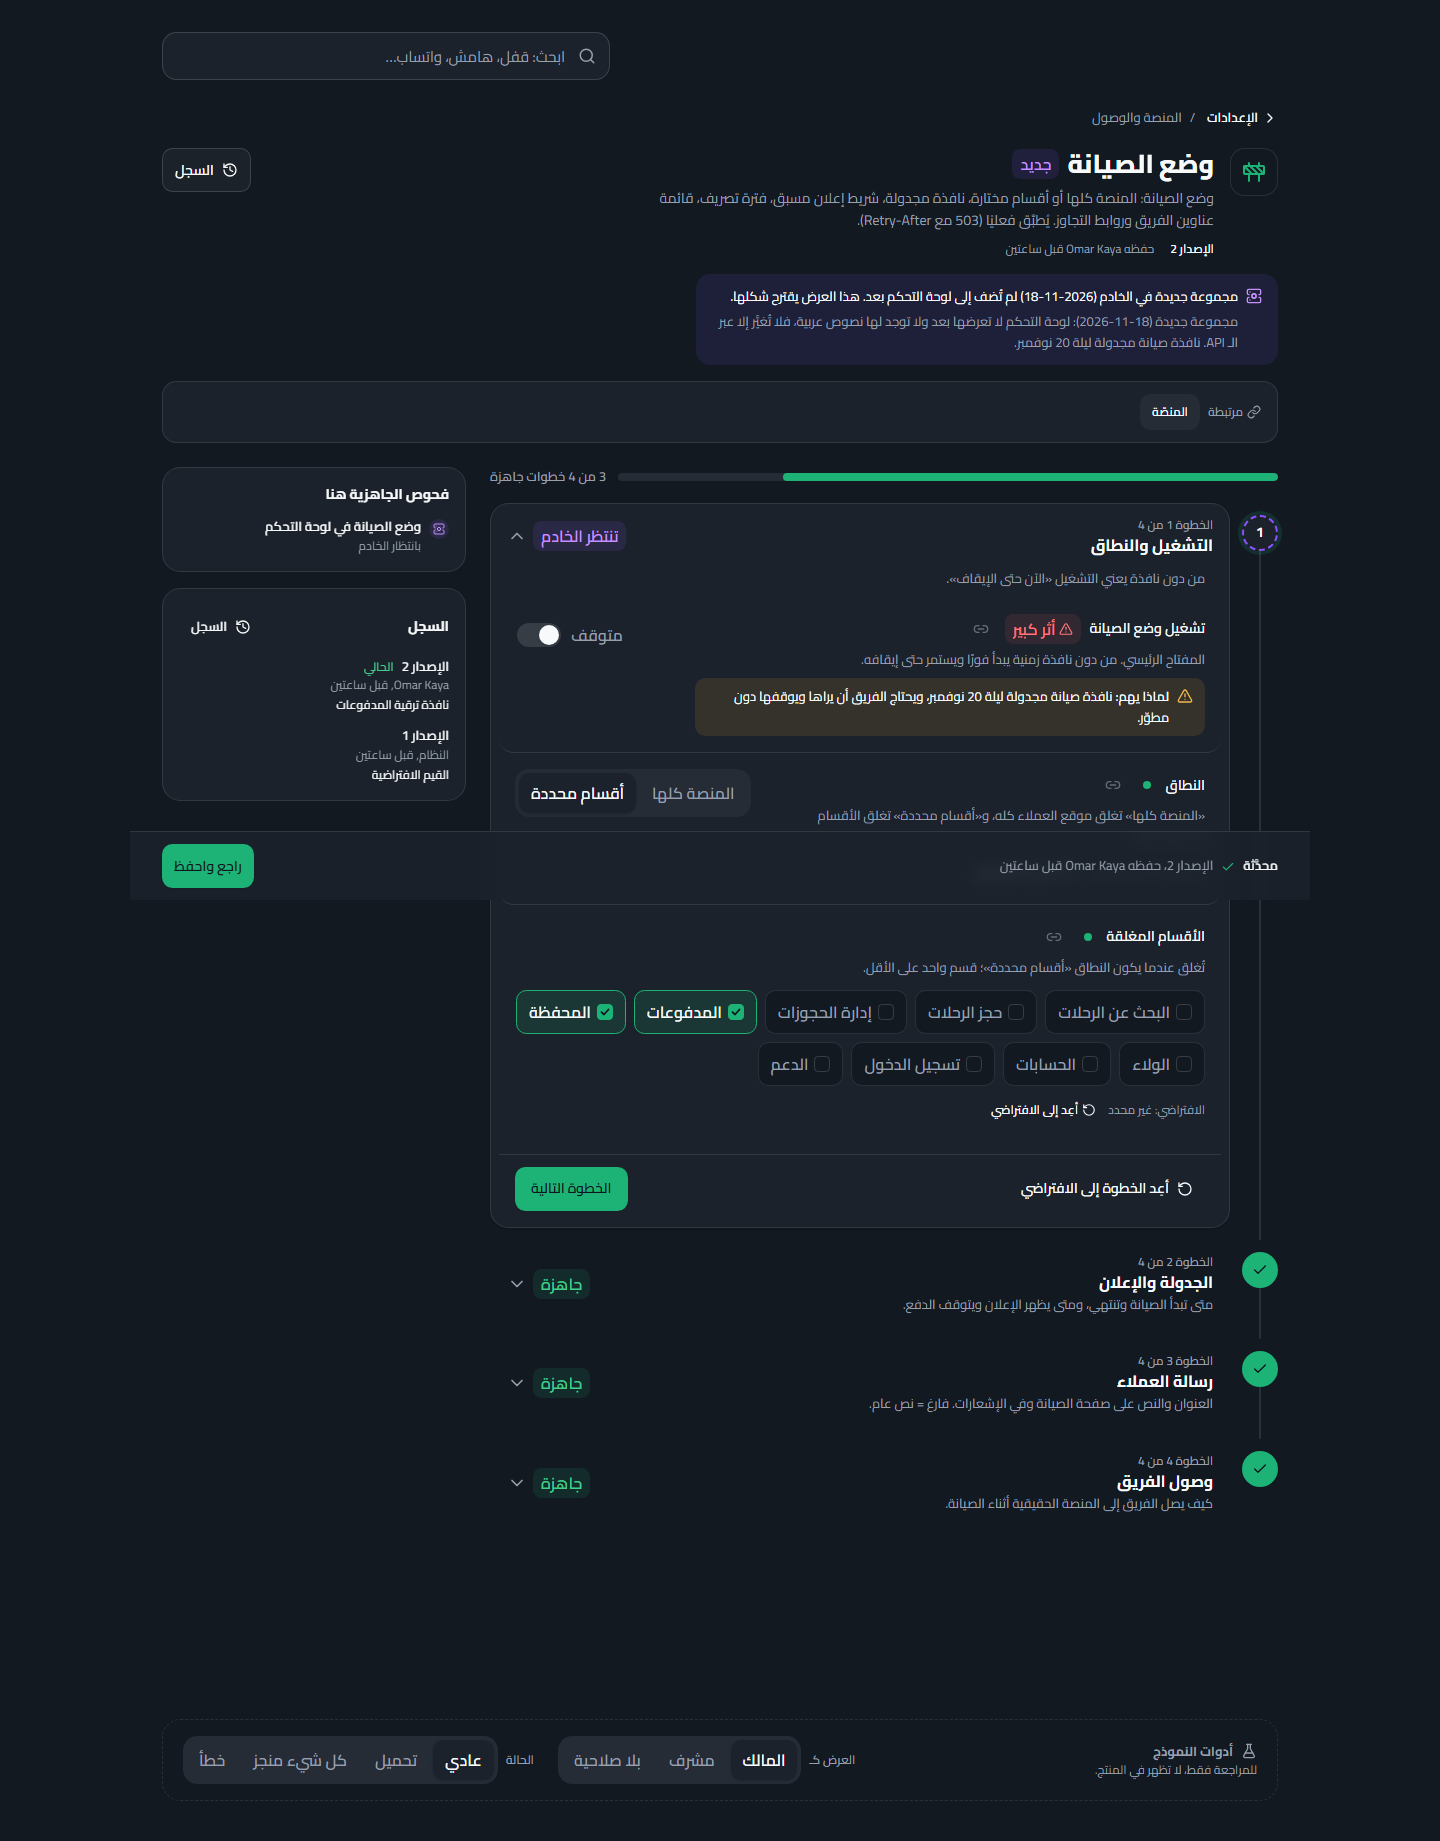 ابحث: قفل، هامش، واتساب...
الإعدادات / المنصة والوصول
وضع الصيانة جديد
السجل
وضع الصيانة: المنصة كلها أو أقسام مختارة، نافذة مجدولة، شريط إعلان مسبق، فترة تصريف، قائمة
عناوين الفريق وروابط التجاوز. يُطبَّق فعليًا (503 مع Retry-After).
الإصدار 2 حفظه Omar Kaya قبل ساعتين
مجموعة جديدة في الخادم (2026-11-18) لم تُضف إلى لوحة التحكم بعد. هذا العرض يقترح شكلها.
مجموعة جديدة (18-11-2026): لوحة التحكم لا تعرضها بعد ولا توجد لها نصوص عربية، فلا تُغيَّر إلا عبر
الـ API. نافذة صيانة مجدولة ليلة 20 نوفمبر.
مرتبطة المنصّة
3 من 4 خطوات جاهزة
1
الخطوة 1 من 4
التشغيل والنطاق
تنتظر الخادم
من دون نافذة يعني التشغيل «الآن حتى الإيقاف».
تشغيل وضع الصيانة أثر كبير
متوقف
المفتاح الرئيسي. من دون نافذة زمنية يبدأ فورًا ويستمر حتى إيقافه.
لماذا يهم: نافذة صيانة مجدولة ليلة 20 نوفمبر، ويحتاج الفريق أن يراها ويوقفها دون
مطوّر.
النطاق
المنصة كلها أقسام محددة
«المنصة كلها» تغلق موقع العملاء كله، و«أقسام محددة» تغلق الأقسام
فحوص الجاهزية هنا
وضع الصيانة في لوحة التحكم
بانتظار الخادم
السجل
السجل
الإصدار 2 الحالي
Omar Kaya, قبل ساعتين
نافذة ترقية المدفوعات
الإصدار 1
النظام, قبل ساعتين
القيم الافتراضية
محدَّثة الإصدار 2، حفظه Omar Kaya قبل ساعتين
راجع واحفظ
الأقسام المغلقة
تُغلق عندما يكون النطاق «أقسام محددة»؛ قسم واحد على الأقل.
البحث عن الرحلات حجز الرحلات إدارة الحجوزات المدفوعات المحفظة
الولاء الحسابات تسجيل الدخول الدعم
الافتراضي: غير محدد أعِد إلى الافتراضي
أعِد الخطوة إلى الافتراضي
الخطوة التالية
الخطوة 2 من 4
الجدولة والإعلان
متى تبدأ الصيانة وتنتهي، ومتى يظهر الإعلان ويتوقف الدفع.
جاهزة
الخطوة 3 من 4
رسالة العملاء
العنوان والنص على صفحة الصيانة وفي الإشعارات. فارغ = نص عام.
جاهزة
الخطوة 4 من 4
وصول الفريق
كيف يصل الفريق إلى المنصة الحقيقية أثناء الصيانة.
جاهزة
أدوات النموذج
للمراجعة فقط، لا تظهر في المنتج.
العرض كـ المالك مشرف بلا صلاحية
الحالة عادي تحميل كل شيء منجز خطأ